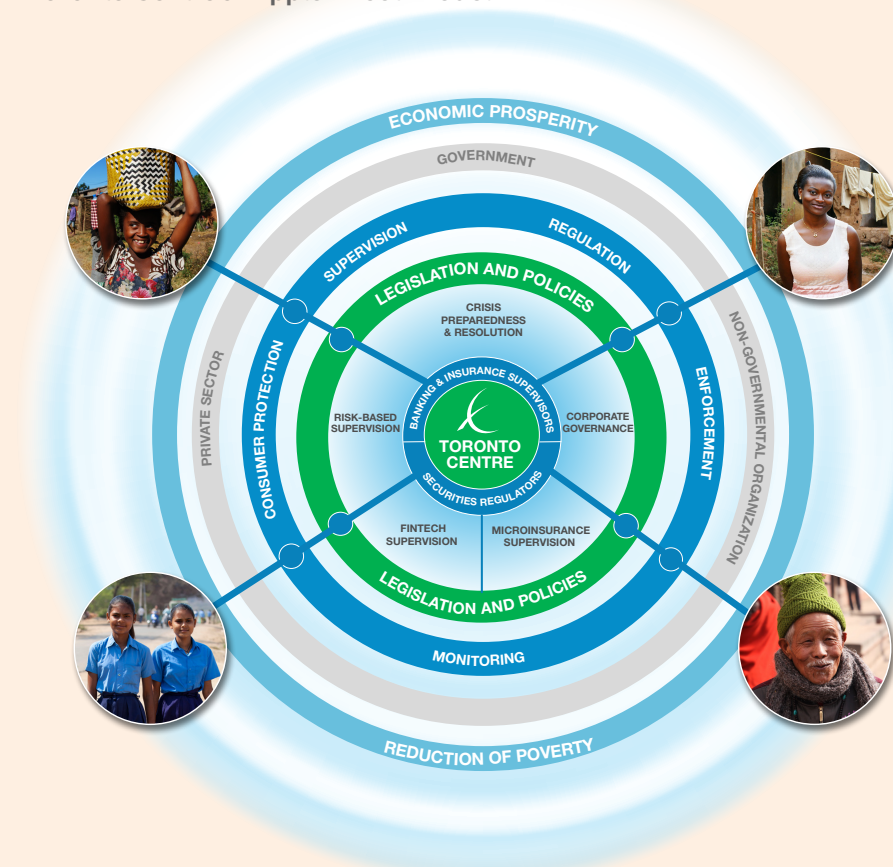 ECONOMIC PROSPERITY
GOVERNMENT
PRIVATE SECTOR
NON-GOVERNMENTAL ORGANIZATION
SUPERVISION
REGULATION
CONSUMER PROTECTION
ENFORCEMENT
LEGISLATION AND POLICIES
CRISIS
PREPAREDNESS
& RESOLUTION
RISK-BASED
SUPERVISION
BANKING & INSURANCE SUPERVISORS
TORONTO
CENTRE
SECURITIES REGULATORS
CORPORATE
GOVERNANCE
FINTECH
SUPERVISION
MICROINSURANCE
SUPERVISION
LEGISLATION AND POLICIES
MONITORING
REDUCTION OF POVERTY